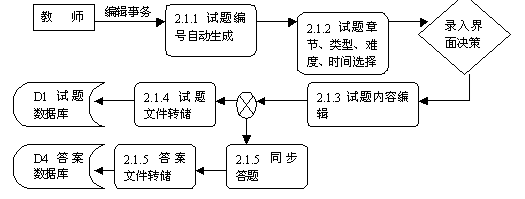 教 师
编辑事务
2.1.1 试题编
号自动生成
2.1.2 试题章
节、类型、难
度、时间选择
录入界
面决策
D1 试题
数据库
2.1.4 试题
文件转储
2.1.3 试题内容编
辑
D4 答案
数据库
2.1.5 答案
文件转储
2.1.5 同步
答题